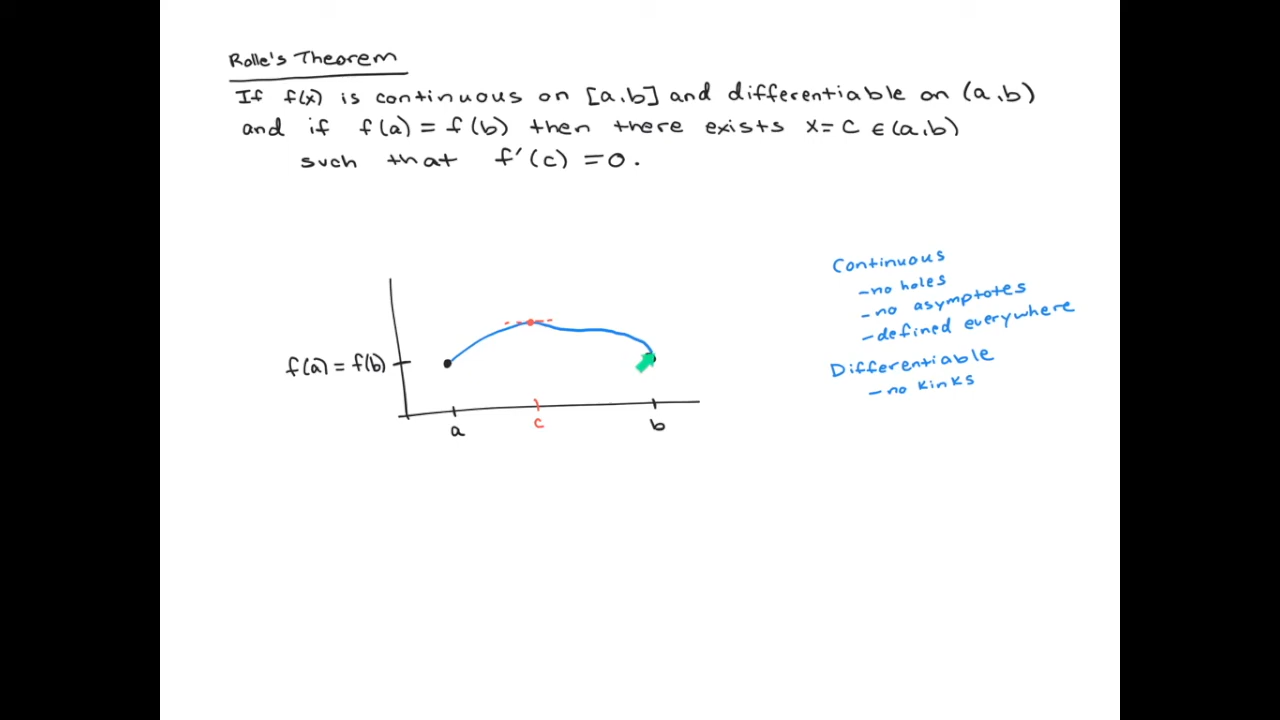 Rolle's Theorem
If f(x) is continuous on [a,b] and differentiable on (a,b)
and if f(a) = f(b) then there exists x = c ∈ (a,b)
such that f'(c) = 0.
Continuous
- no holes
- no asymptotes
- defined everywhere
Differentiable
- no kinks
f(a) = f(b)
a
c
b